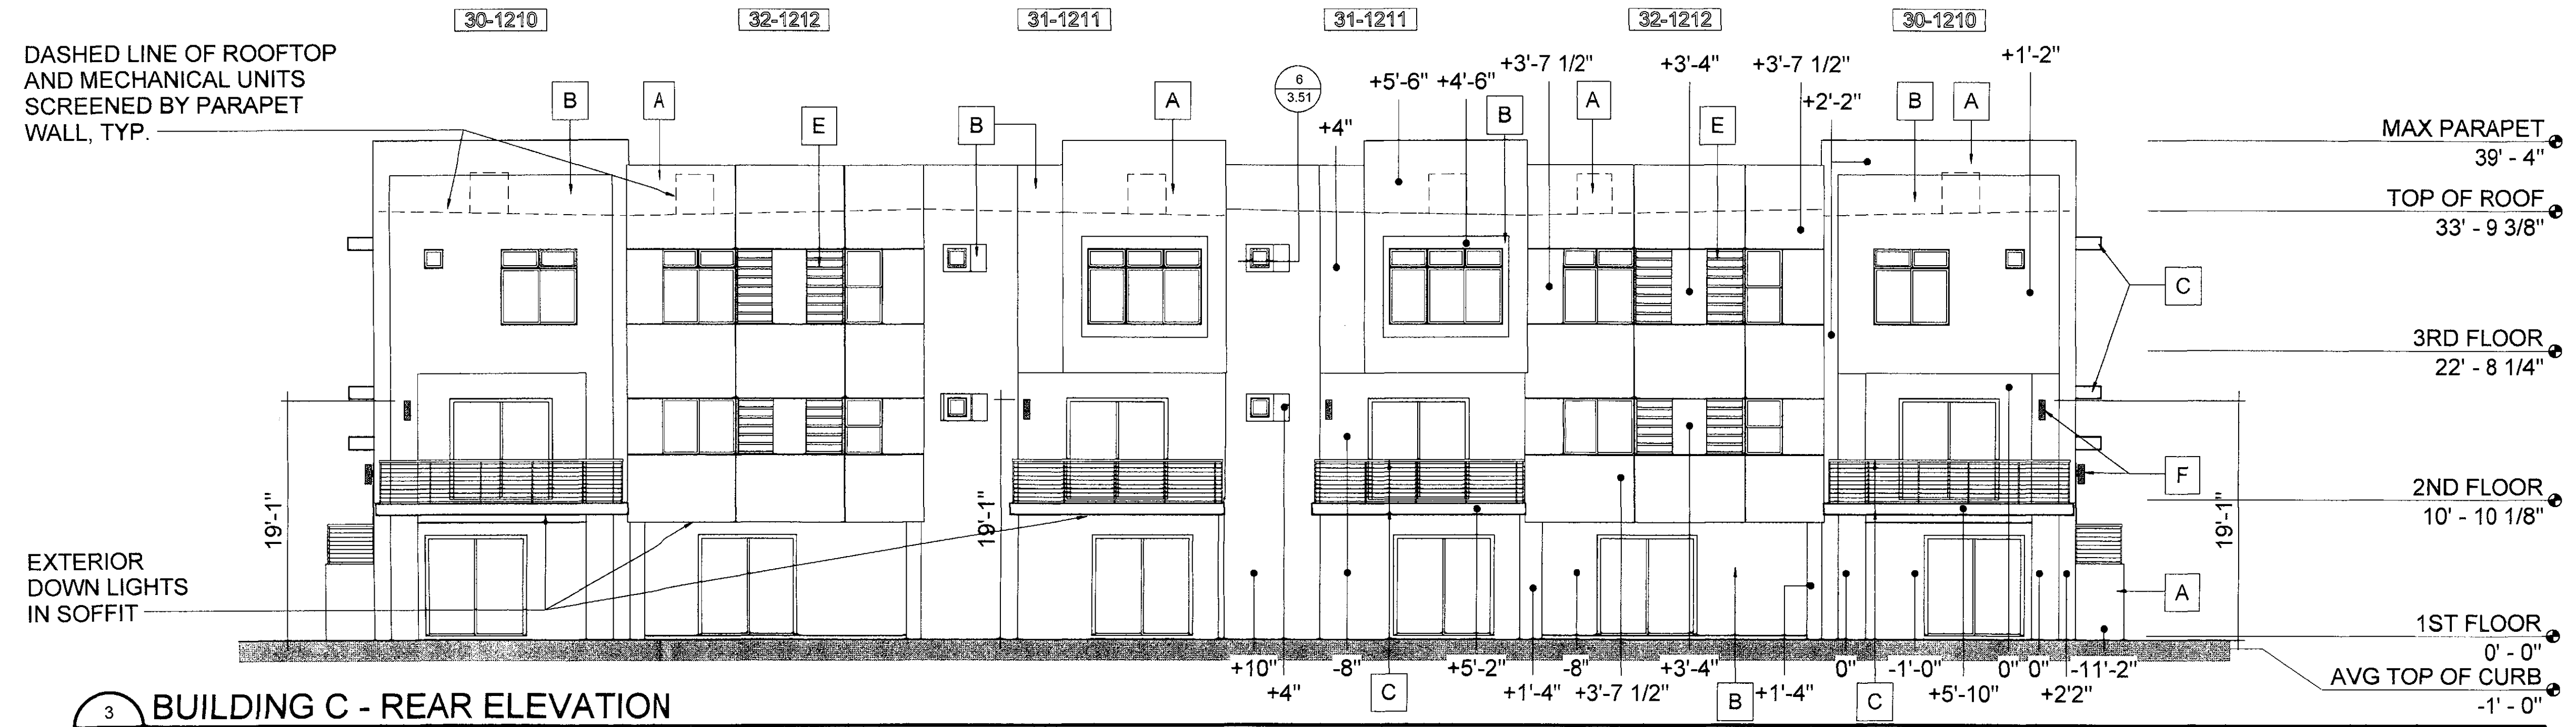 30-1210
32-1212
31-1211
31-1211
32-1212
30-1210
DASHED LINE OF ROOFTOP
AND MECHANICAL UNITS
SCREENED BY PARAPET
WALL, TYP.
B
A
E
B
A
6
3.51
+4"
+5'-6"
+4'-6"
B
+3'-7 1/2"
A
+3'-4"
E
+3'-7 1/2"
+2'-2"
B
A
+1'-2"
MAX PARAPET
39' - 4"
TOP OF ROOF
33' - 9 3/8"
C
3RD FLOOR
22' - 8 1/4"
F
2ND FLOOR
10' - 10 1/8"
19'-1"
19'-1"
19'-1"
EXTERIOR
DOWN LIGHTS
IN SOFFIT
A
1ST FLOOR
0' - 0"
AVG TOP OF CURB
-1' - 0"
+10"
-8"
+5'-2"
-8"
+3'-4"
0"
-1'-0"
0"
0"
-11'-2"
+4"
C
+1'-4"
+3'-7 1/2"
B
+1'-4"
C
+5'-10"
+2'2"
3
BUILDING C - REAR ELEVATION